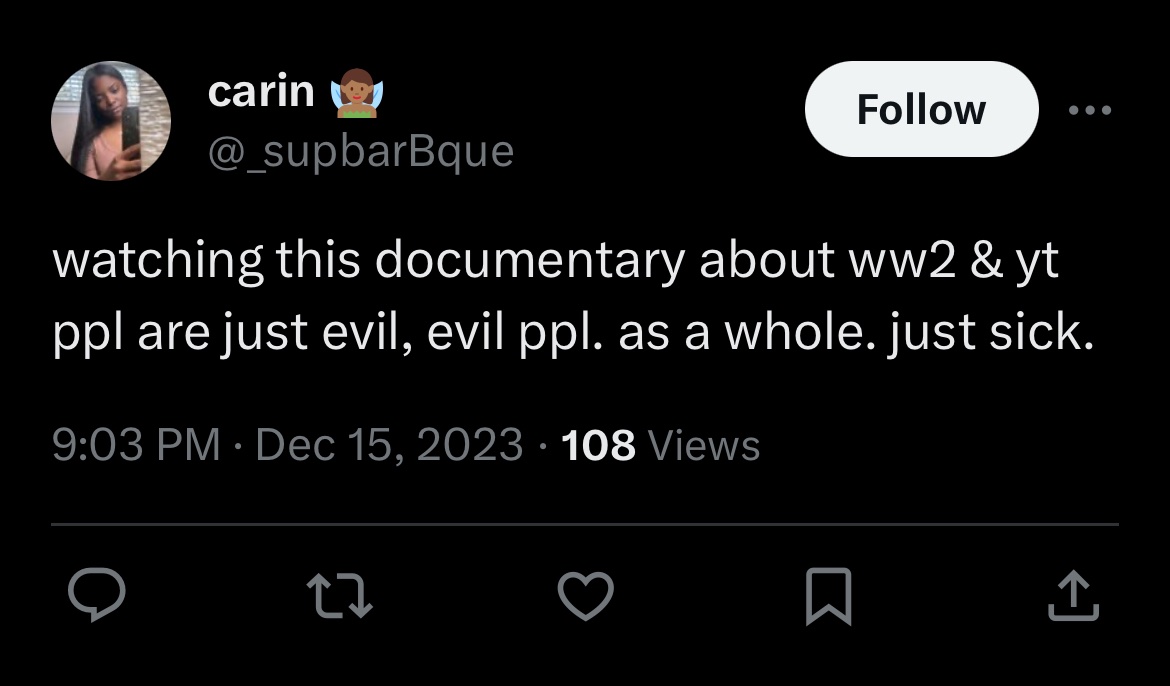 carin 🧚🏽‍♀️
@_supbarBque
Follow
watching this documentary about ww2 & yt
ppl are just evil, evil ppl. as a whole. just sick.
9:03 PM · Dec 15, 2023 · 108 Views